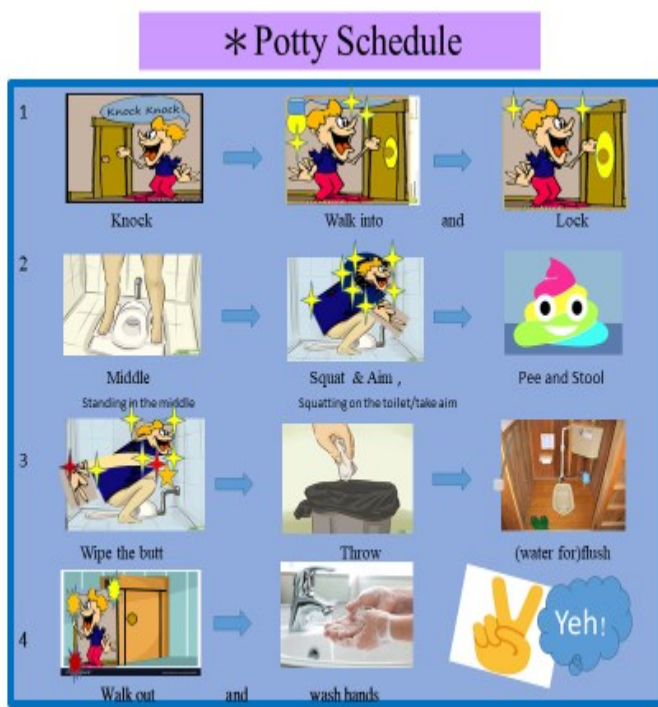 * Potty Schedule
1
Knock Knock
Knock
Walk into and Lock
2
Middle
Squat & Aim ,
Pee and Stool
Standing in the middle
Squatting on the toilet/take aim
3
Wipe the butt
Throw
(water for)flush
4
Yeh!
Walk out and wash hands